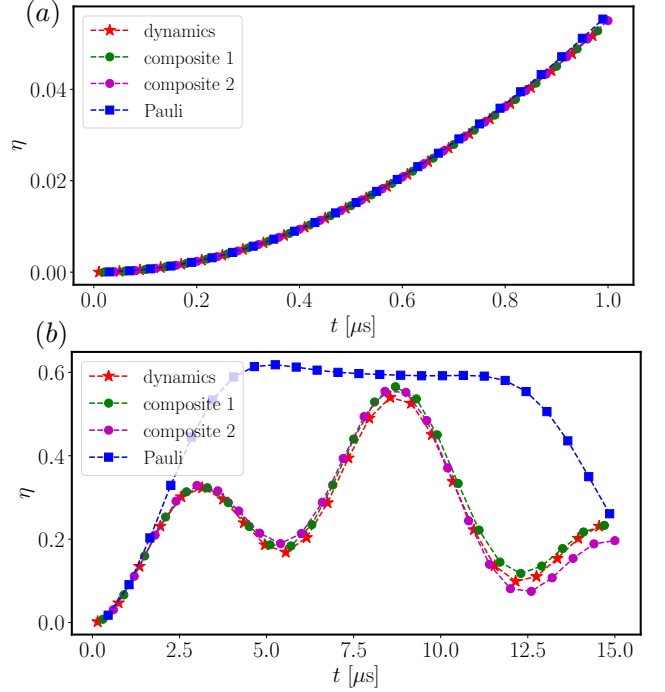 (a)
dynamics
composite 1
composite 2
Pauli
η
0.04
0.02
0.00
0.0 0.2 0.4 0.6 0.8 1.0
t [μs]
(b)
dynamics
composite 1
composite 2
Pauli
η
0.6
0.4
0.2
0.0
0.0 2.5 5.0 7.5 10.0 12.5 15.0
t [μs]